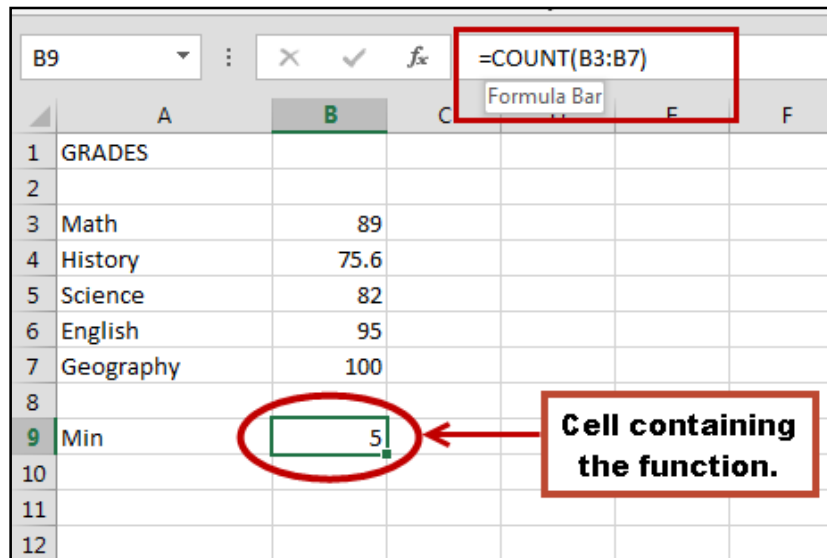 B9 fx =COUNT(B3:B7)
Formula Bar
A B C F
1 GRADES
2
3 Math 89
4 History 75.6
5 Science 82
6 English 95
7 Geography 100
8
9 Min 5
10
11
12
Cell containing
the function.